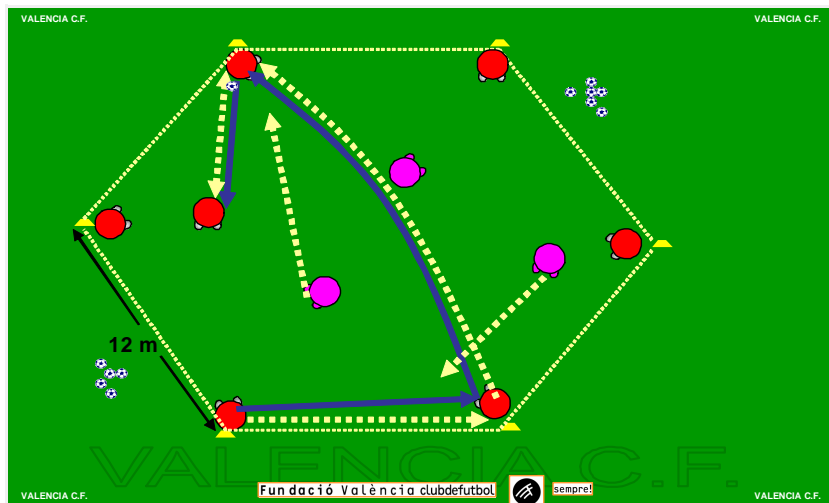 VALENCIA C.F.
VALENCIA C.F.
12 m
VALENCIA C.F.
Fundació València clubdefutbol
sempre!
VALENCIA C.F.
VALENCIA C.F.